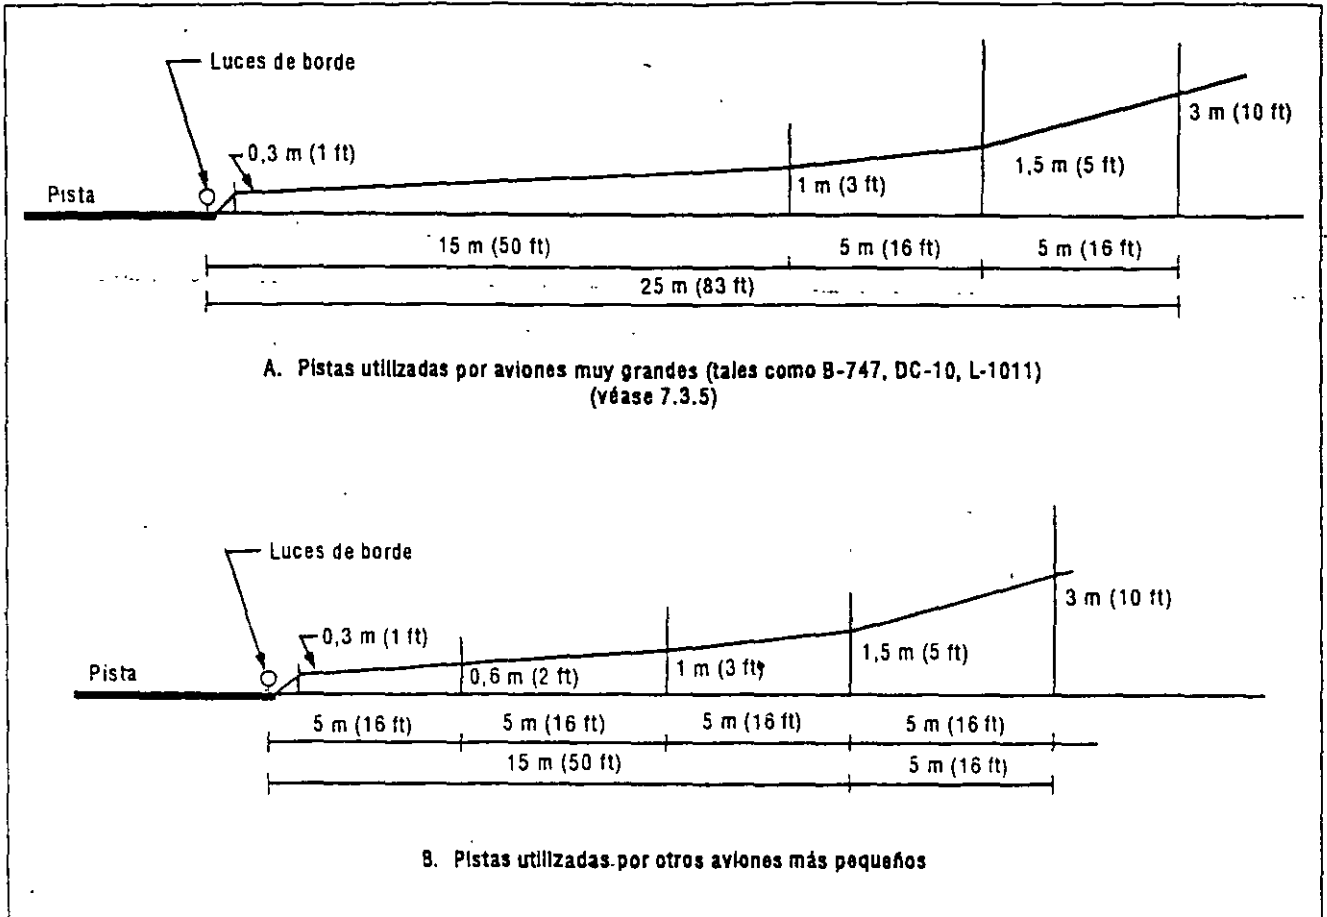 Luces de borde
0,3 m (1 ft)
3 m (10 ft)
1,5 m (5 ft)
1 m (3 ft)
Pista
15 m (50 ft)
5 m (16 ft)
5 m (16 ft)
25 m (83 ft)
A. Pistas utilizadas por aviones muy grandes (tales como B-747, DC-10, L-1011)
(véase 7.3.5)
Luces de borde
0,3 m (1 ft)
3 m (10 ft)
1,5 m (5 ft)
1 m (3 ft)
0,6 m (2 ft)
Pista
5 m (16 ft)
5 m (16 ft)
5 m (16 ft)
5 m (16 ft)
15 m (50 ft)
5 m (16 ft)
B. Pistas utilizadas por otros aviones más pequeños